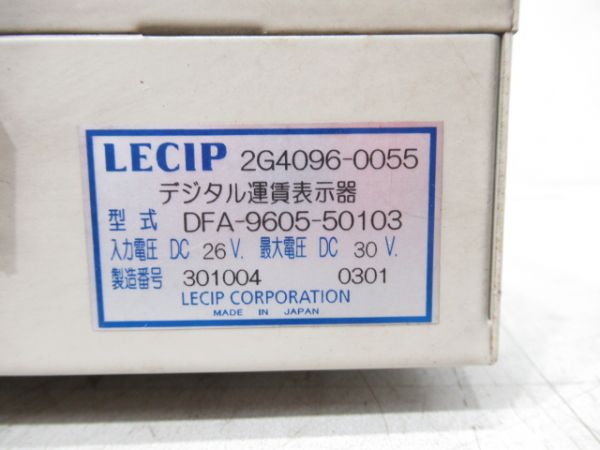 LECIP 2G4096-0055
デジタル運賃表示器
型式 DFA-9605-50103
入力電圧 DC 26 V. 最大電圧 DC 30 V.
製造番号 301004 0301
LECIP CORPORATION
MADE IN JAPAN